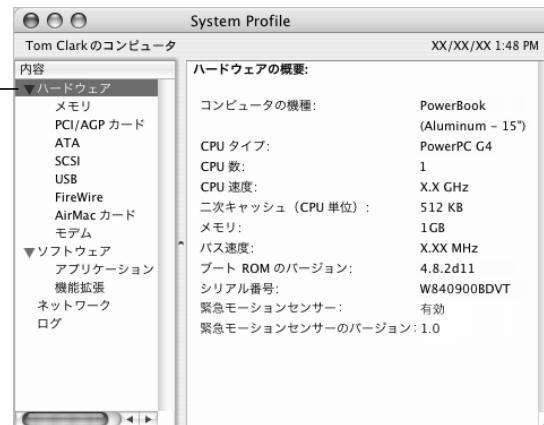 System Profile
Tom Clark のコンピュータ
XX/XX/XX 1:48 PM
内容
ハードウェア
メモリ
PCI/AGP カード
ATA
SCSI
USB
FireWire
AirMac カード
モデム
ソフトウェア
アプリケーション
機能拡張
ネットワーク
ログ
ハードウェアの概要:
コンピュータの機種: PowerBook
(Aluminum – 15")
CPU タイプ: PowerPC G4
CPU 数: 1
CPU 速度: X.X GHz
二次キャッシュ（CPU 単位）: 512 KB
メモリ: 1GB
バス速度: X.XX MHz
ブート ROM のバージョン: 4.8.2d11
シリアル番号: W840900BDVT
緊急モーションセンサー: 有効
緊急モーションセンサーのバージョン: 1.0